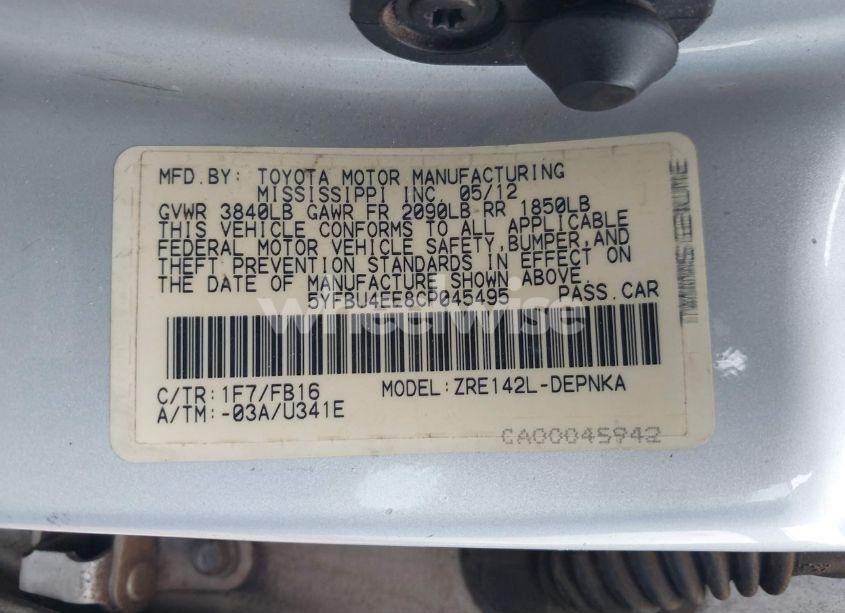 MFD.BY: TOYOTA MOTOR MANUFACTURING
MISSISSIPPI INC. 05/12
GVWR 3840LB GAWR FR 2090LB RR 1850LB
THIS VEHICLE CONFORMS TO ALL APPLICABLE
FEDERAL MOTOR VEHICLE SAFETY,BUMPER,AND
THEFT PREVENTION STANDARDS IN EFFECT ON
THE DATE OF MANUFACTURE SHOWN ABOVE.
5YFBU4EE8CP045495 PASS.CAR
wheelwise
C/TR:1F7/FB16 MODEL:ZRE142L-DEPNKA
A/TM:-03A/U341E
CA00045942